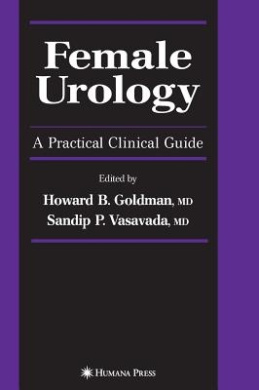 Female
Urology
A Practical Clinical Guide
Edited by
Howard B. Goldman, MD
Sandip P. Vasavada, MD
HUMANA PRESS